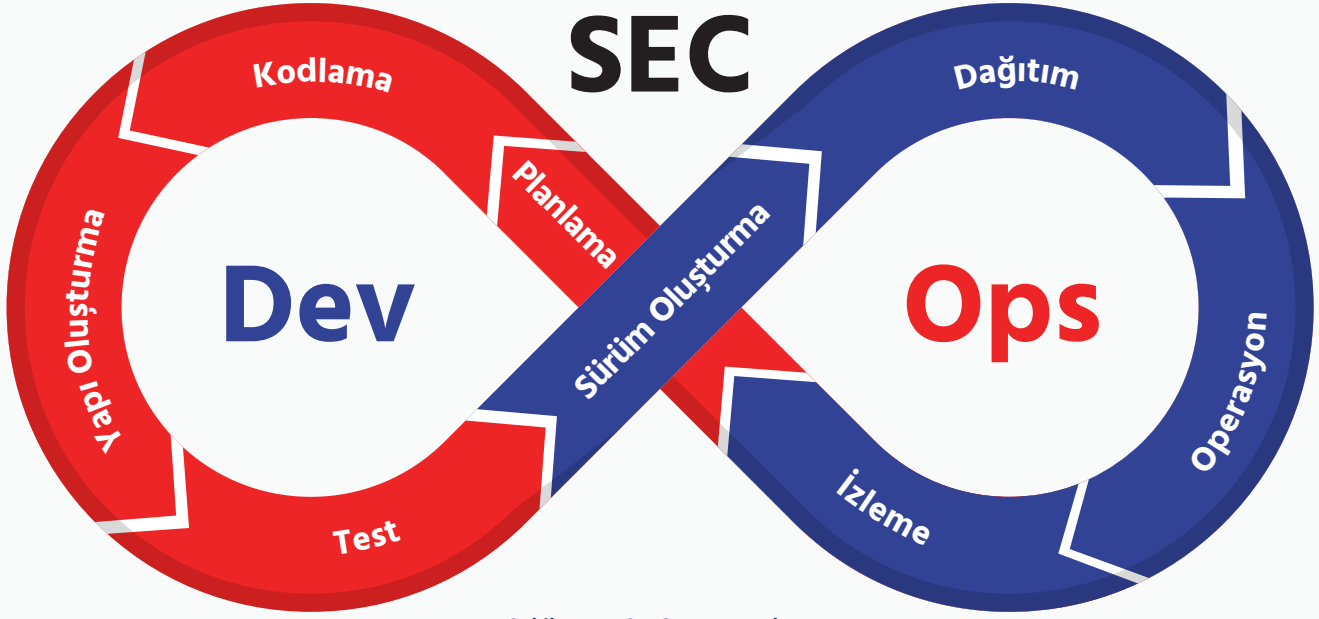 SEC
Kodlama
Planlama
Yapı Oluşturma
Test
Dev
Sürüm Oluşturma
Dağıtım
Operasyon
İzleme
Ops